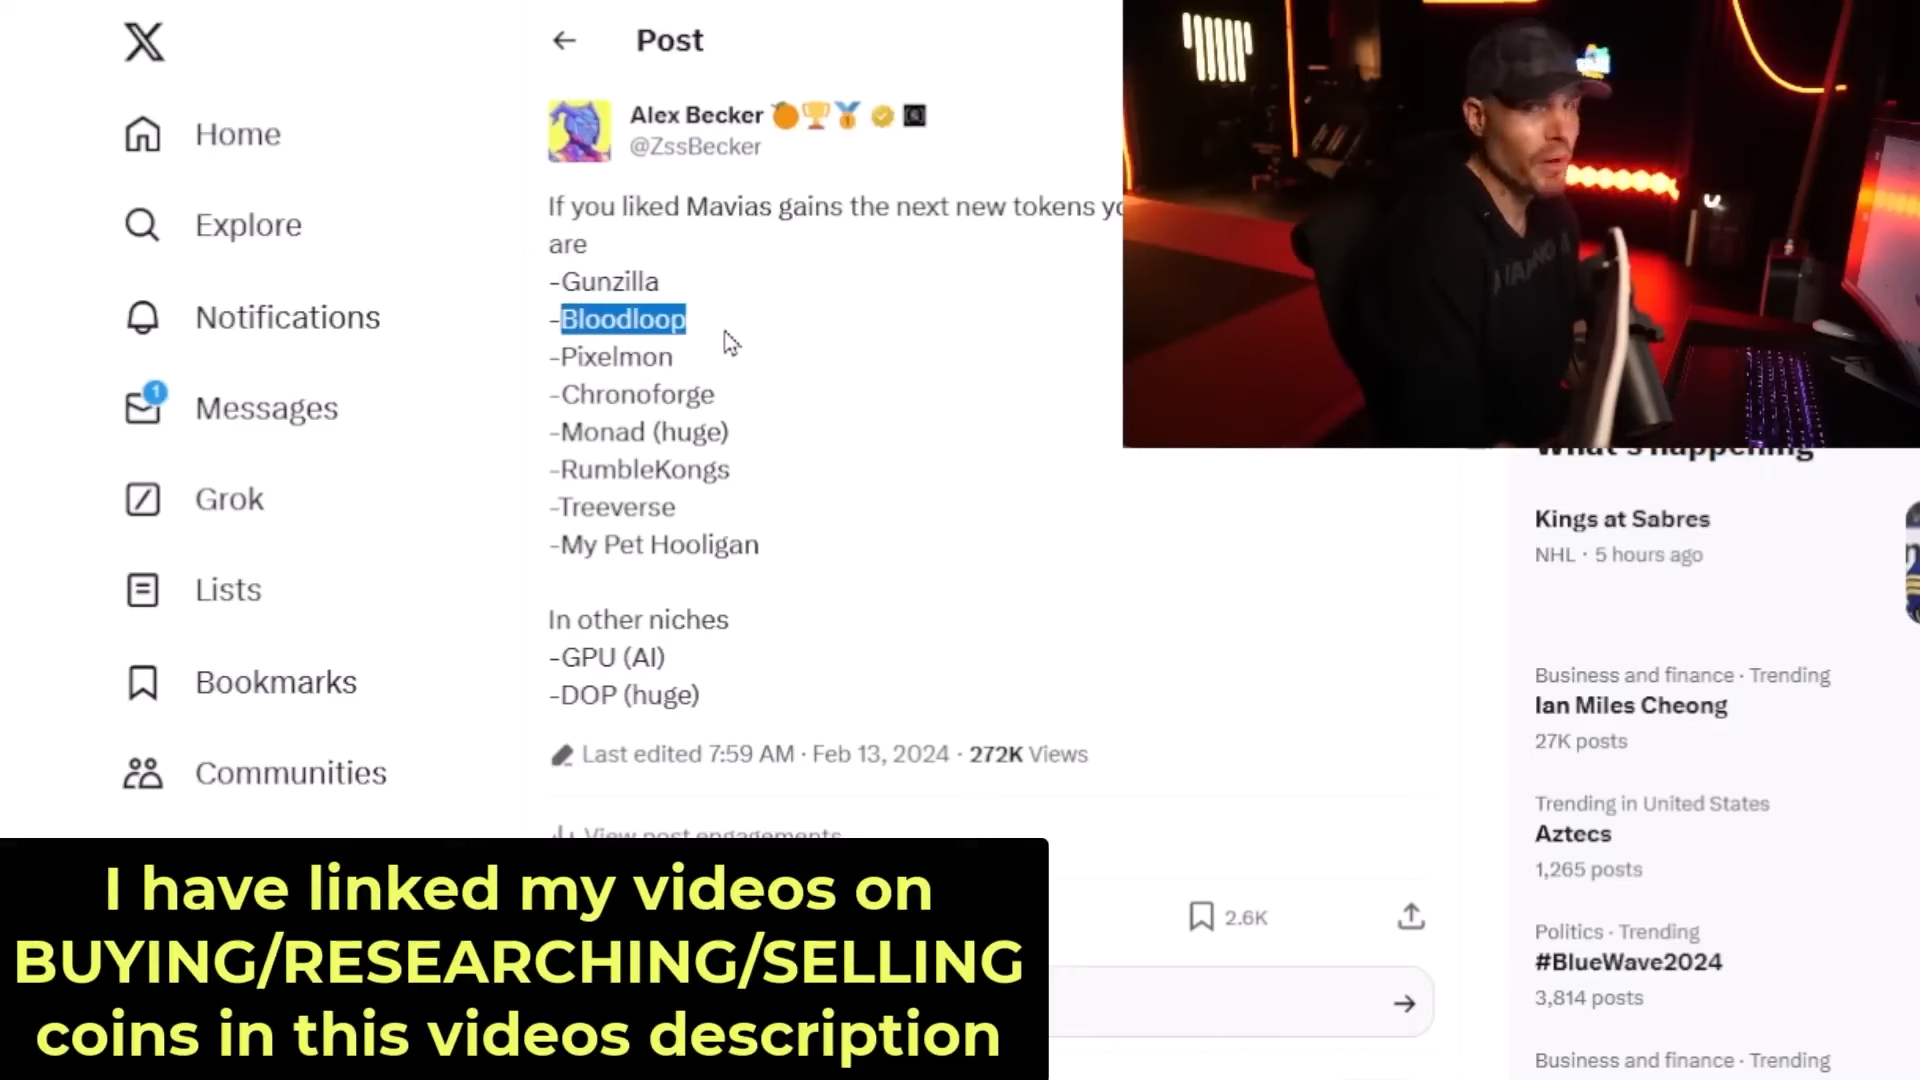 Post
Home
Explore
Notifications
1
Messages
Grok
Lists
Bookmarks
Communities
Alex Becker
@ZssBecker
If you liked Mavias gains the next new tokens
are
-Gunzilla
-Bloodloop
-Pixelmon
-Chronoforge
-Monad (huge)
-RumbleKongs
-Treeverse
-My Pet Hooligan
In other niches
-GPU (AI)
-DOP (huge)
Last edited 7:59 AM · Feb 13, 2024 · 272K Views
View post engagements
2.6K
What's happening
Kings at Sabres
NHL · 5 hours ago
Business and finance · Trending
Ian Miles Cheong
27K posts
Trending in United States
Aztecs
1,265 posts
Politics · Trending
#BlueWave2024
3,814 posts
Business and finance · Trending
I have linked my videos on
BUYING/RESEARCHING/SELLING
coins in this videos description